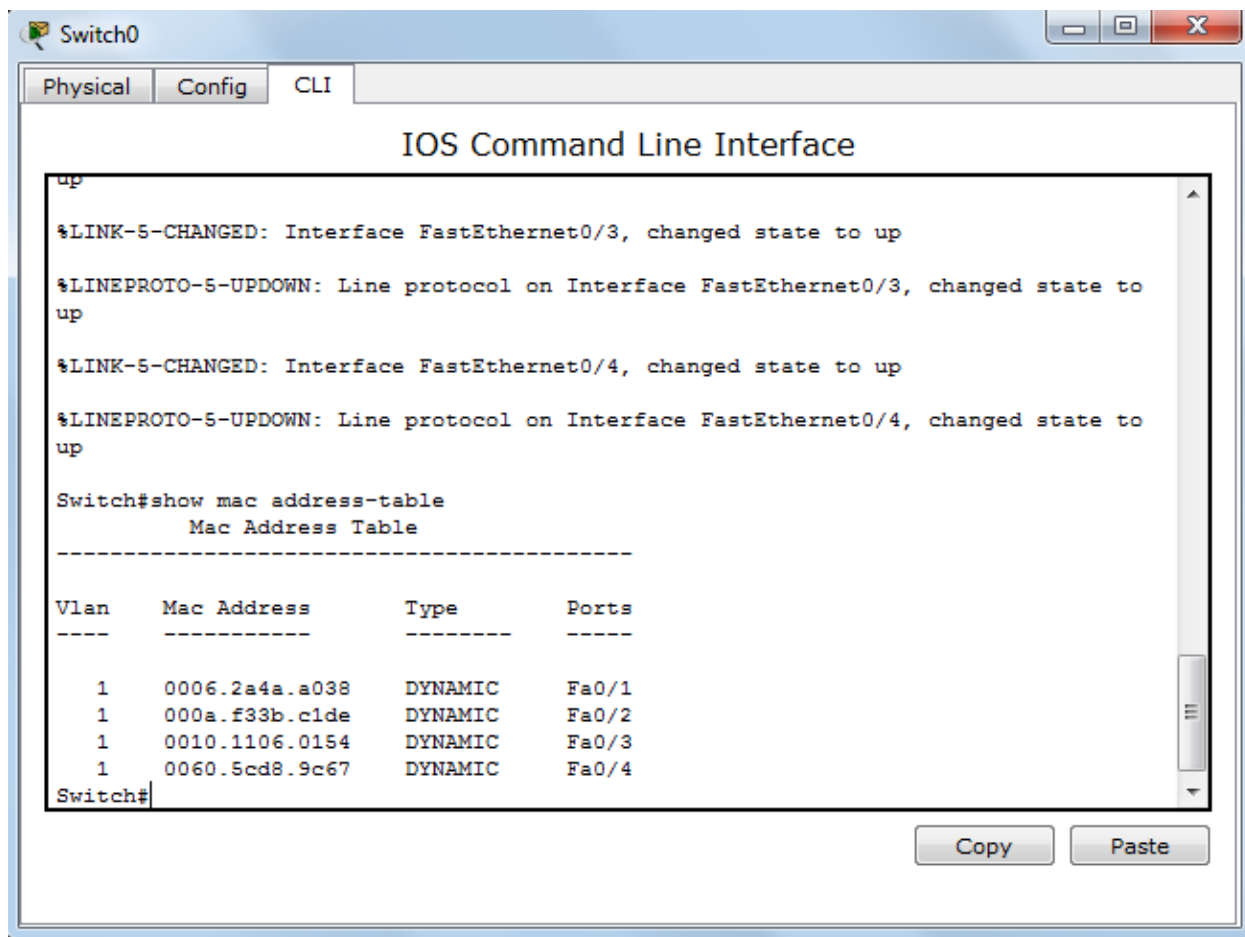 Switch0
Physical Config CLI
IOS Command Line Interface
up
%LINK-5-CHANGED: Interface FastEthernet0/3, changed state to up
%LINEPROTO-5-UPDOWN: Line protocol on Interface FastEthernet0/3, changed state to
up
%LINK-5-CHANGED: Interface FastEthernet0/4, changed state to up
%LINEPROTO-5-UPDOWN: Line protocol on Interface FastEthernet0/4, changed state to
up
Switch#show mac address-table
Mac Address Table
-------------------------------------------
Vlan Mac Address Type Ports
---- ----------- -------- -----
1 0006.2a4a.a038 DYNAMIC Fa0/1
1 000a.f33b.c1de DYNAMIC Fa0/2
1 0010.1106.0154 DYNAMIC Fa0/3
1 0060.5cd8.9c67 DYNAMIC Fa0/4
Switch#
Copy Paste